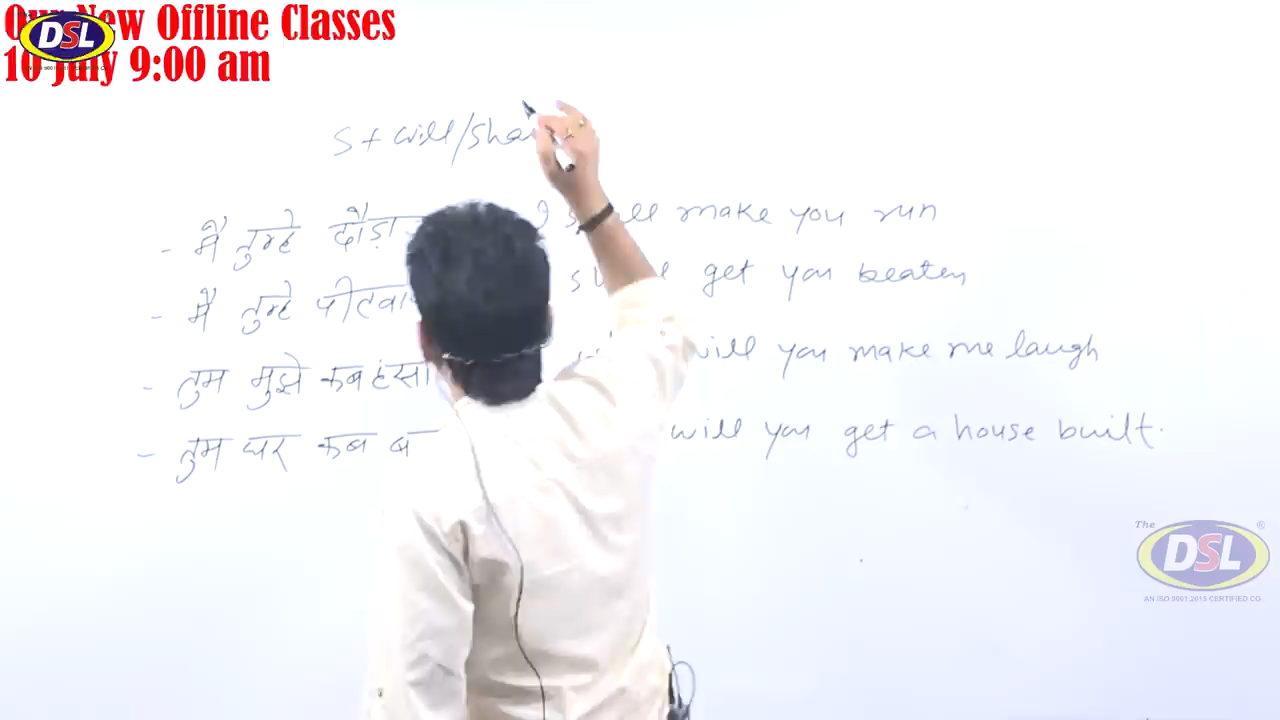 Our New Offline Classes
10 July 9:00 am
DSL
S + will/
- मैं तुम्हे make you run
- मैं तुम्हे get you beaten
- तुम मुझे कब will you make me laugh
- तुम घर कब will you get a house built.
The DSL ®
AN ISO 9001:2015 CERTIFIED CO.